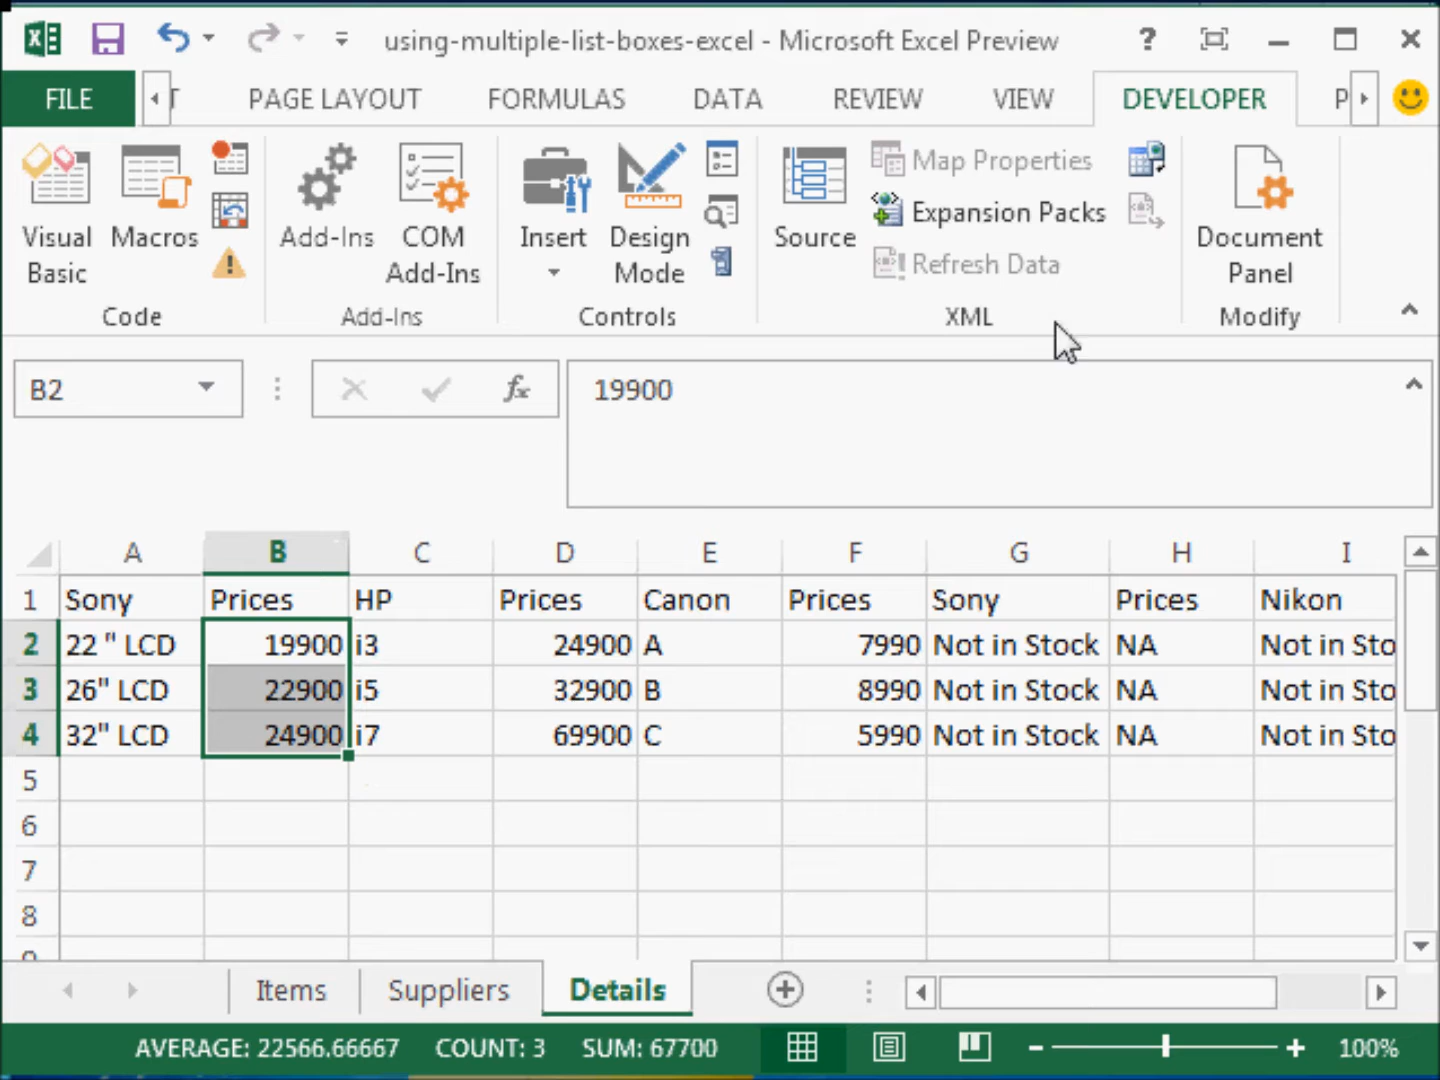 using-multiple-list-boxes-excel - Microsoft Excel Preview
?
FILE
PAGE LAYOUT
FORMULAS
DATA
REVIEW
VIEW
DEVELOPER
P
Visual Basic
Macros
Code
Add-Ins
COM Add-Ins
Add-Ins
Insert
Design Mode
Controls
Source
Map Properties
Expansion Packs
Refresh Data
XML
Document Panel
Modify
B2
fx
19900
A B C D E F G H I
1 Sony Prices HP Prices Canon Prices Sony Prices Nikon
2 22 " LCD 19900 i3 24900 A 7990 Not in Stock NA Not in Sto
3 26" LCD 22900 i5 32900 B 8990 Not in Stock NA Not in Sto
4 32" LCD 24900 i7 69900 C 5990 Not in Stock NA Not in Sto
5
6
7
8
Items
Suppliers
Details
AVERAGE: 22566.66667 COUNT: 3 SUM: 67700
100%